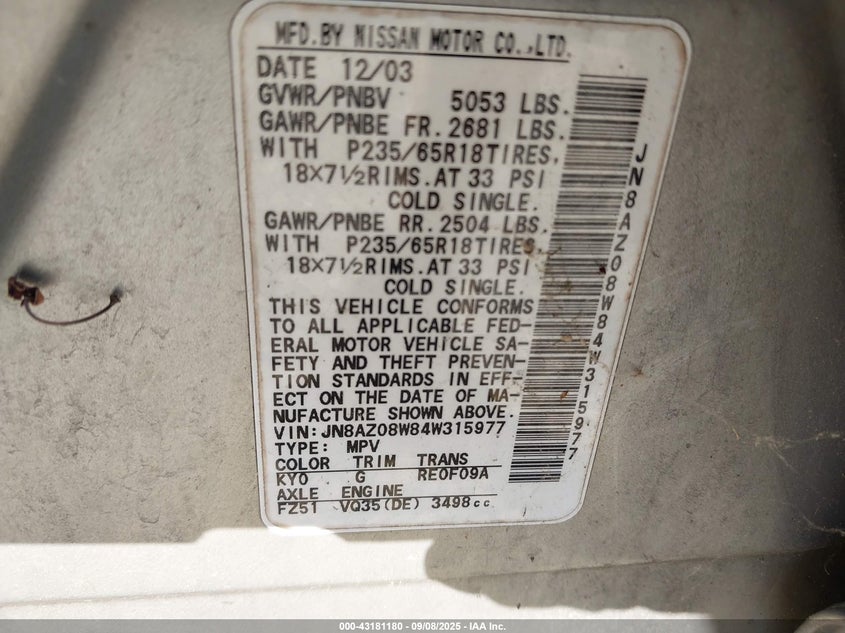 MFD.BY NISSAN MOTOR CO.,LTD.
DATE 12/03
GVWR/PNBV 5053 LBS.
GAWR/PNBE FR. 2681 LBS.
WITH P235/65R18TIRES,
18×7½RIMS.AT 33 PSI
COLD SINGLE.
GAWR/PNBE RR. 2504 LBS.
WITH P235/65R18TIRES.
18×7½RIMS.AT 33 PSI
COLD SINGLE.
THIS VEHICLE CONFORMS
TO ALL APPLICABLE FED-
ERAL MOTOR VEHICLE SA-
FETY AND THEFT PREVEN-
TION STANDARDS IN EFF-
ECT ON THE DATE OF MA-
NUFACTURE SHOWN ABOVE.
VIN:JN8AZ08W84W315977
TYPE: MPV
COLOR TRIM TRANS
KY0 G RE0F09A
AXLE ENGINE
FZ51 VQ35(DE) 3498cc
JN8AZ08W84W315977
000-43181180 - 09/08/2025 - IAA Inc.